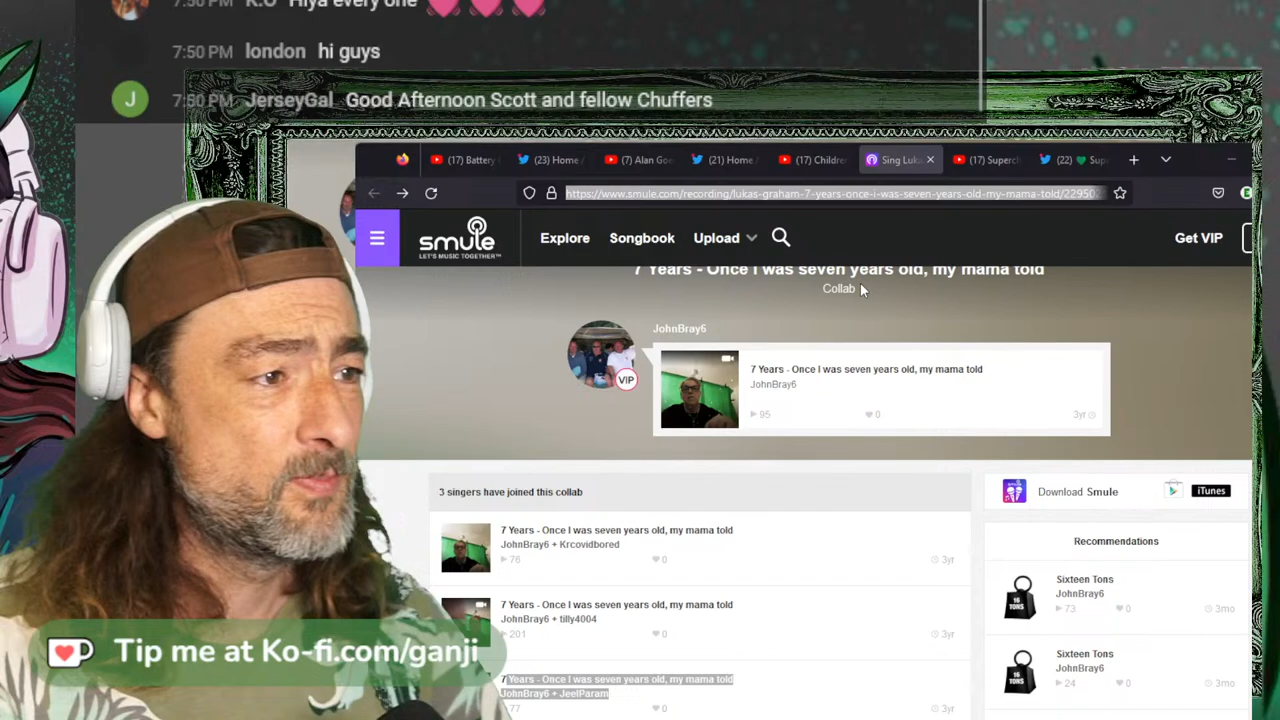 7:50 PM K.O Hiya every one
7:50 PM london hi guys
J 7:50 PM JerseyGal Good Afternoon Scott and fellow Chuffers
(17) Battery (23) Home / (7) Alan Goe (21) Home / (17) Childre Sing Luka (17) Superch (22) 💚 Sup
https://www.smule.com/recording/lukas-graham-7-years-once-i-was-seven-years-old-my-mama-told/22950
smule Explore Songbook Upload Get VIP
LET'S MUSIC TOGETHER™
7 Years - Once I was seven years old, my mama told
Collab
JohnBray6
VIP
7 Years - Once I was seven years old, my mama told
JohnBray6
95 0 3yr
3 singers have joined this collab
7 Years - Once I was seven years old, my mama told
JohnBray6 + Krcovidbored
76 0 3yr
7 Years - Once I was seven years old, my mama told
JohnBray6 + tilly4004
201 0 3yr
7 Years - Once I was seven years old, my mama told
JohnBray6 + JeelParam
77 0 3yr
smule Download Smule iTunes
Recommendations
16 TONS
Sixteen Tons
JohnBray6
73 0 3mo
16 TONS
Sixteen Tons
JohnBray6
24 0 3mo
Tip me at Ko-fi.com/ganji